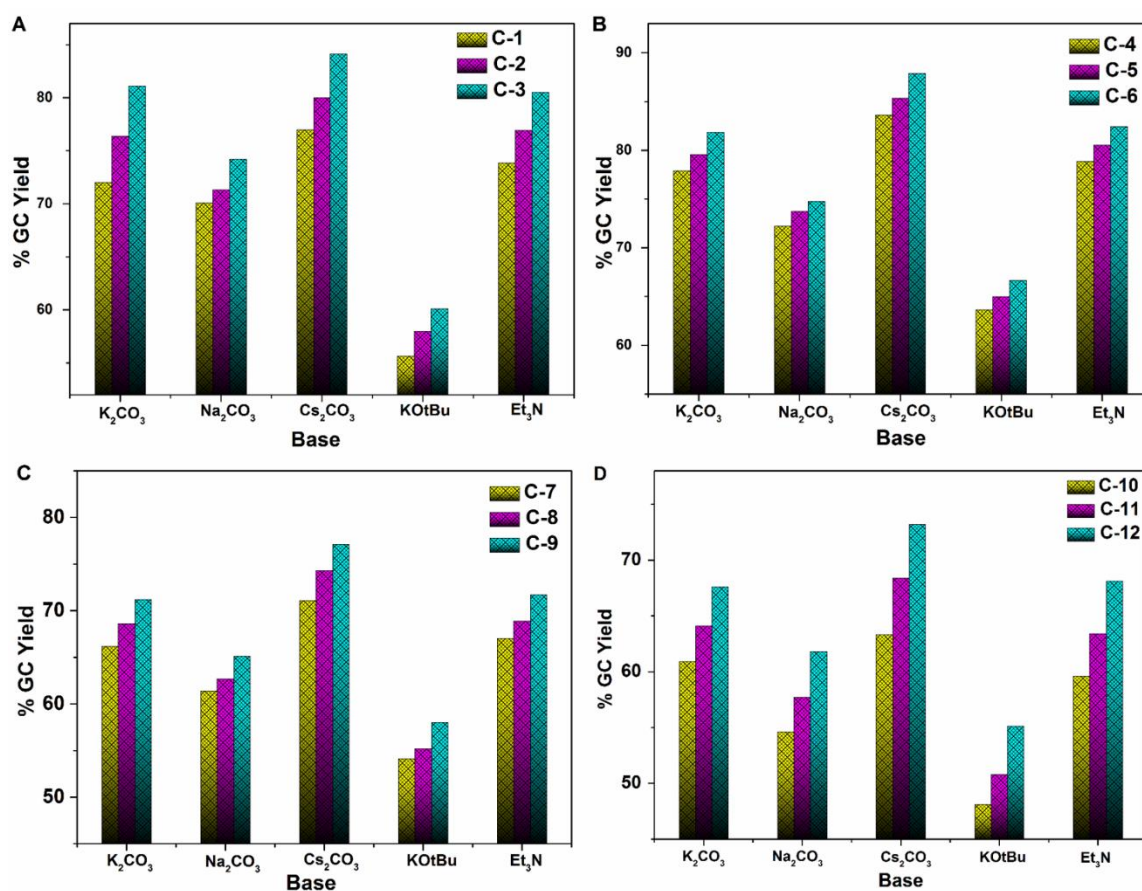 A
C-1
C-2
C-3
% GC Yield
80
70
60
K₂CO₃ Na₂CO₃ Cs₂CO₃ KOtBu Et₃N
Base
B
C-4
C-5
C-6
% GC Yield
90
80
70
60
K₂CO₃ Na₂CO₃ Cs₂CO₃ KOtBu Et₃N
Base
C
C-7
C-8
C-9
% GC Yield
80
70
60
50
K₂CO₃ Na₂CO₃ Cs₂CO₃ KOtBu Et₃N
Base
D
C-10
C-11
C-12
% GC Yield
70
60
50
K₂CO₃ Na₂CO₃ Cs₂CO₃ KOtBu Et₃N
Base